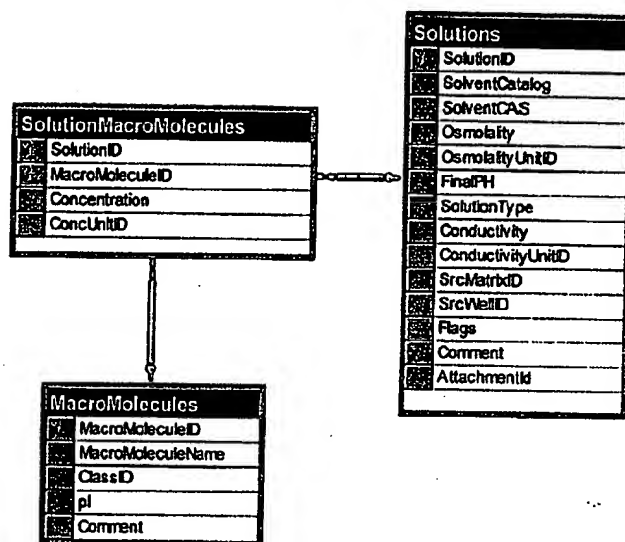 Solutions
SolutionID
SolventCatalog
SolventCAS
Osmolality
OsmolalityUnitID
FinalPH
SolutionType
Conductivity
ConductivityUnitID
SrcMatrixID
SrcWellID
Flags
Comment
AttachmentId
SolutionMacroMolecules
SolutionID
MacroMoleculeID
Concentration
ConcUnitID
MacroMolecules
MacroMoleculeID
MacroMoleculeName
ClassID
pI
Comment